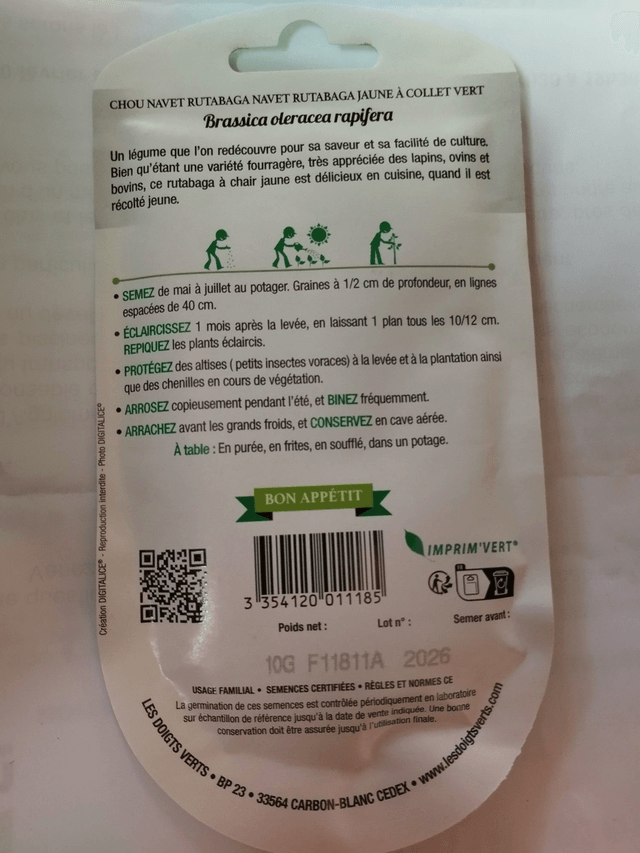 CHOU NAVET RUTABAGA NAVET RUTABAGA JAUNE À COLLET VERT
Brassica oleracea rapifera
Un légume que l'on redécouvre pour sa saveur et sa facilité de culture.
Bien qu'étant une variété fourragère, très appréciée des lapins, ovins et
bovins, ce rutabaga à chair jaune est délicieux en cuisine, quand il est
récolté jeune.
• SEMEZ de mai à juillet au potager. Graines à 1/2 cm de profondeur, en lignes
espacées de 40 cm.
• ÉCLAIRCISSEZ 1 mois après la levée, en laissant 1 plan tous les 10/12 cm.
REPIQUEZ les plants éclaircis.
• PROTÉGEZ des altises ( petits insectes voraces) à la levée et à la plantation ainsi
que des chenilles en cours de végétation.
• ARROSEZ copieusement pendant l'été, et BINEZ fréquemment.
• ARRACHEZ avant les grands froids, et CONSERVEZ en cave aérée.
À table : En purée, en frites, en soufflé, dans un potage.
Création DIGITALICE® - Reproduction interdite - Photo DIGITALICE®
BON APPÉTIT
IMPRIM'VERT®
3 354120 011185
Poids net :
Lot n° :
Semer avant :
10G F11811A 2026
USAGE FAMILIAL • SEMENCES CERTIFIÉES • RÈGLES ET NORMES CE
La germination de ces semences est contrôlée périodiquement en laboratoire
sur échantillon de référence jusqu'à la date de vente indiquée. Une bonne
conservation doit être assurée jusqu'à l'utilisation finale.
LES DOIGTS VERTS • BP 23 • 33564 CARBON-BLANC CEDEX • www.lesdoigtsverts.com